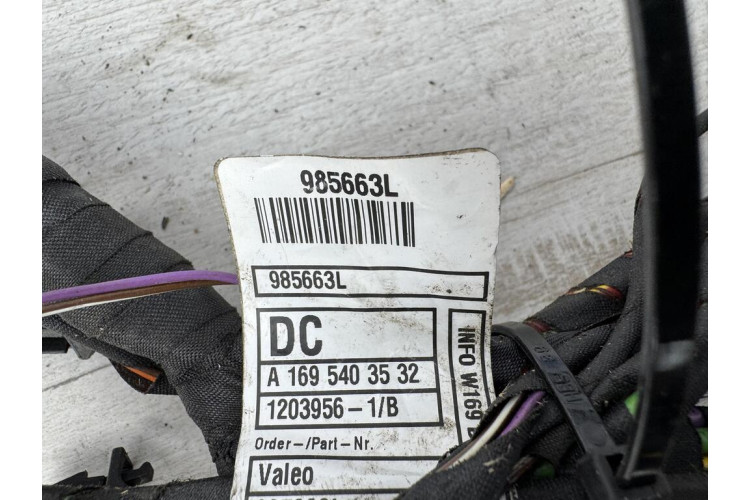 985663L
985663L
DC
A 169 540 35 32
1203956-1/B
Order-/Part-Nr.
Valeo
INFO W169